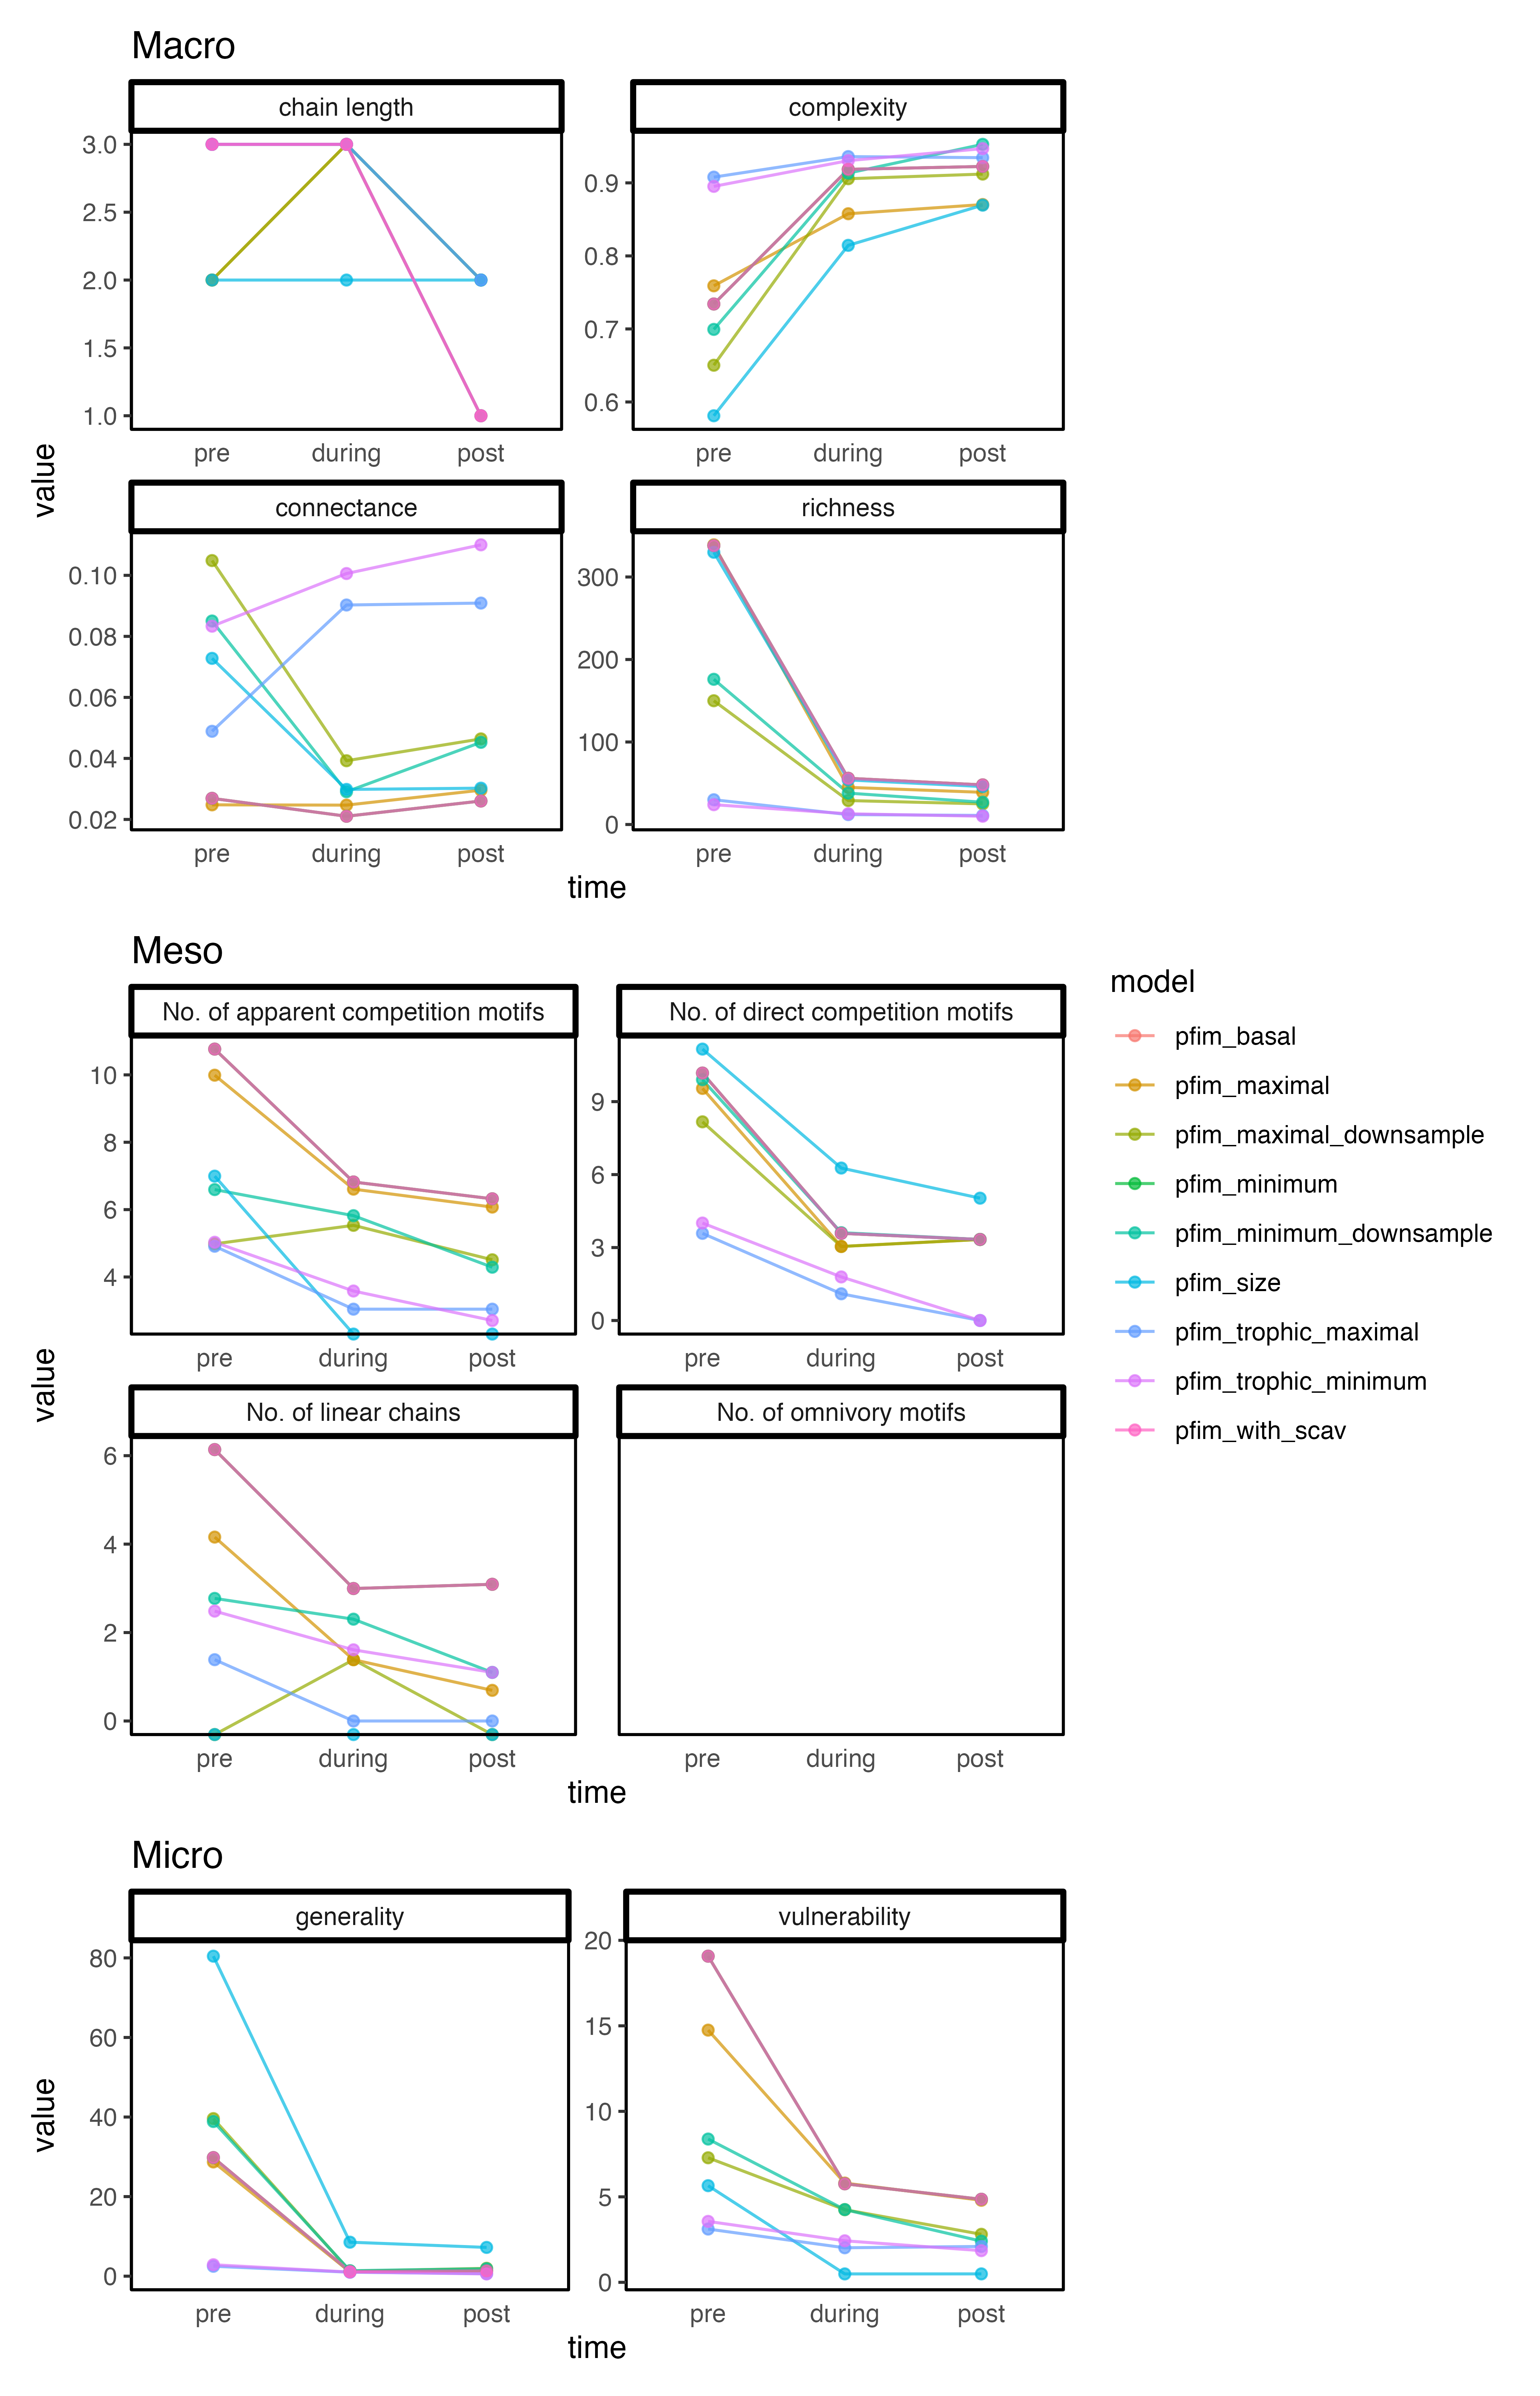 Macro
chain length
complexity
3.0
2.5
2.0
1.5
1.0
0.9
0.8
0.7
0.6
pre during post
pre during post
value
connectance
richness
0.10
0.08
0.06
0.04
0.02
300
200
100
0
pre during post
pre during post
time
Meso
No. of apparent competition motifs
No. of direct competition motifs
10
8
6
4
9
6
3
0
pre during post
pre during post
value
No. of linear chains
No. of omnivory motifs
6
4
2
0
pre during post
pre during post
time
model
pfim_basal
pfim_maximal
pfim_maximal_downsample
pfim_minimum
pfim_minimum_downsample
pfim_size
pfim_trophic_maximal
pfim_trophic_minimum
pfim_with_scav
Micro
generality
vulnerability
80
60
40
20
0
20
15
10
5
0
value
pre during post
pre during post
time